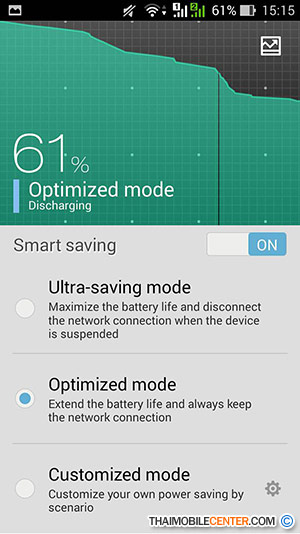 1 2 61% 15:15
61%
Optimized mode
Discharging
Smart saving ON
Ultra-saving mode
Maximize the battery life and disconnect
the network connection when the device
is suspended
Optimized mode
Extend the battery life and always keep
the network connection
Customized mode
Customize your own power saving by
scenario
THAIMOBILECENTER.COM ©